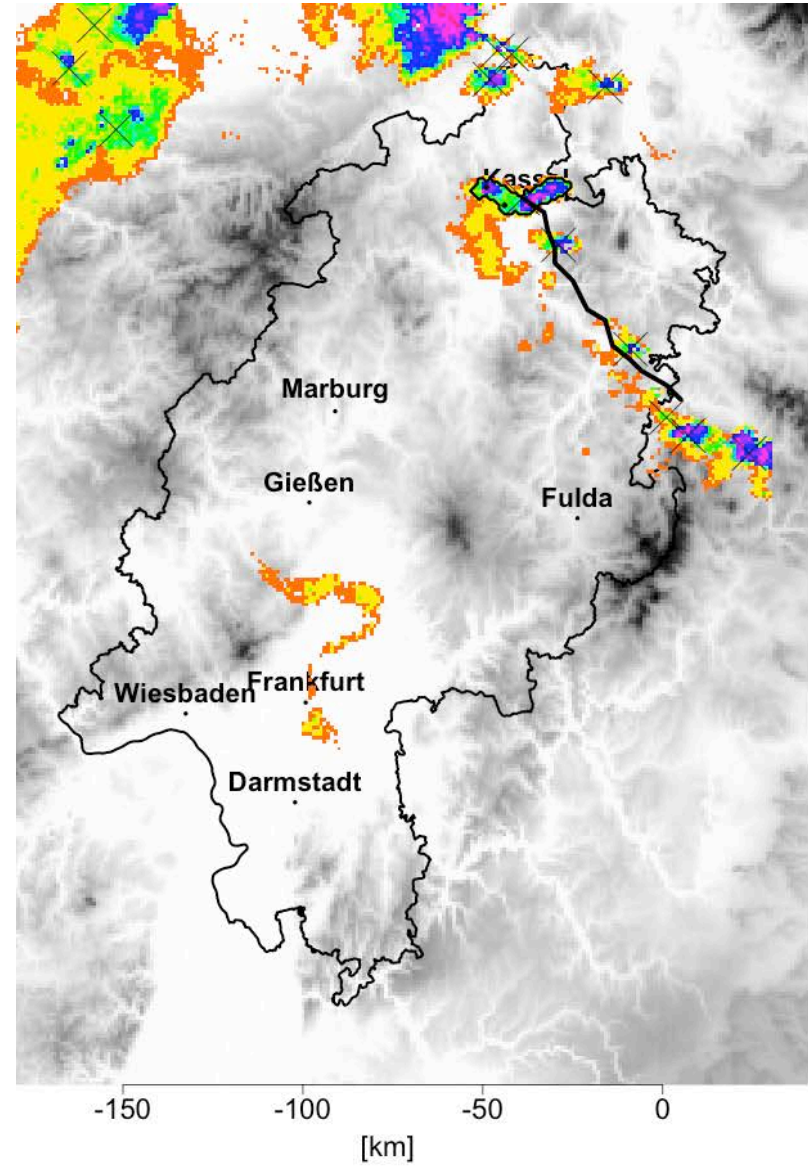 Kassel
Marburg
Gießen
Fulda
Frankfurt
Wiesbaden
Darmstadt
-150 -100 -50 0
[km]